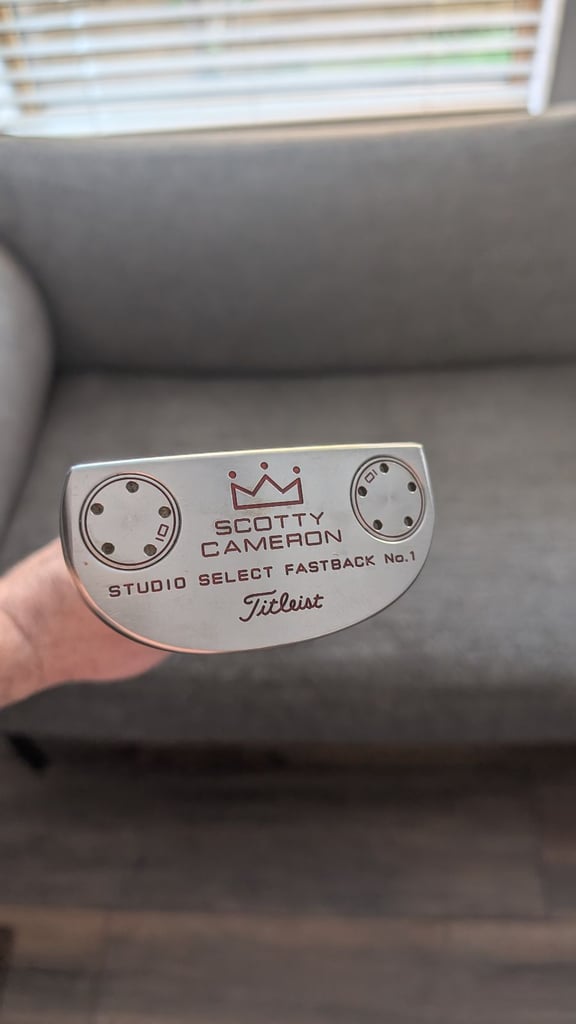 SCOTTY
CAMERON
STUDIO SELECT FASTBACK No.1
Titleist
10
10